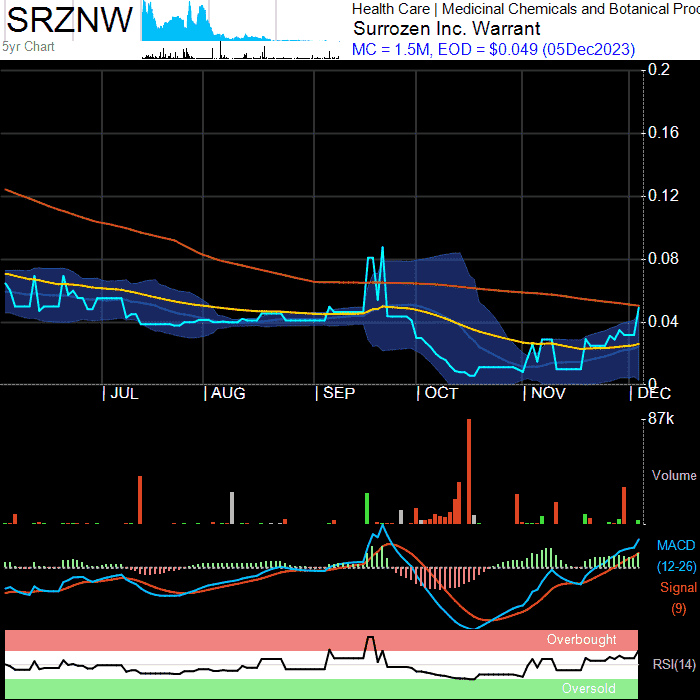 SRZNW
5yr Chart
Health Care | Medicinal Chemicals and Botanical Proc
Surrozen Inc. Warrant
MC = 1.5M, EOD = $0.049 (05Dec2023)
0.2
0.16
0.12
0.08
0.04
0
JUL AUG SEP OCT NOV DEC
87k
Volume
MACD
(12-26)
Signal
(9)
Overbought
RSI(14)
Oversold